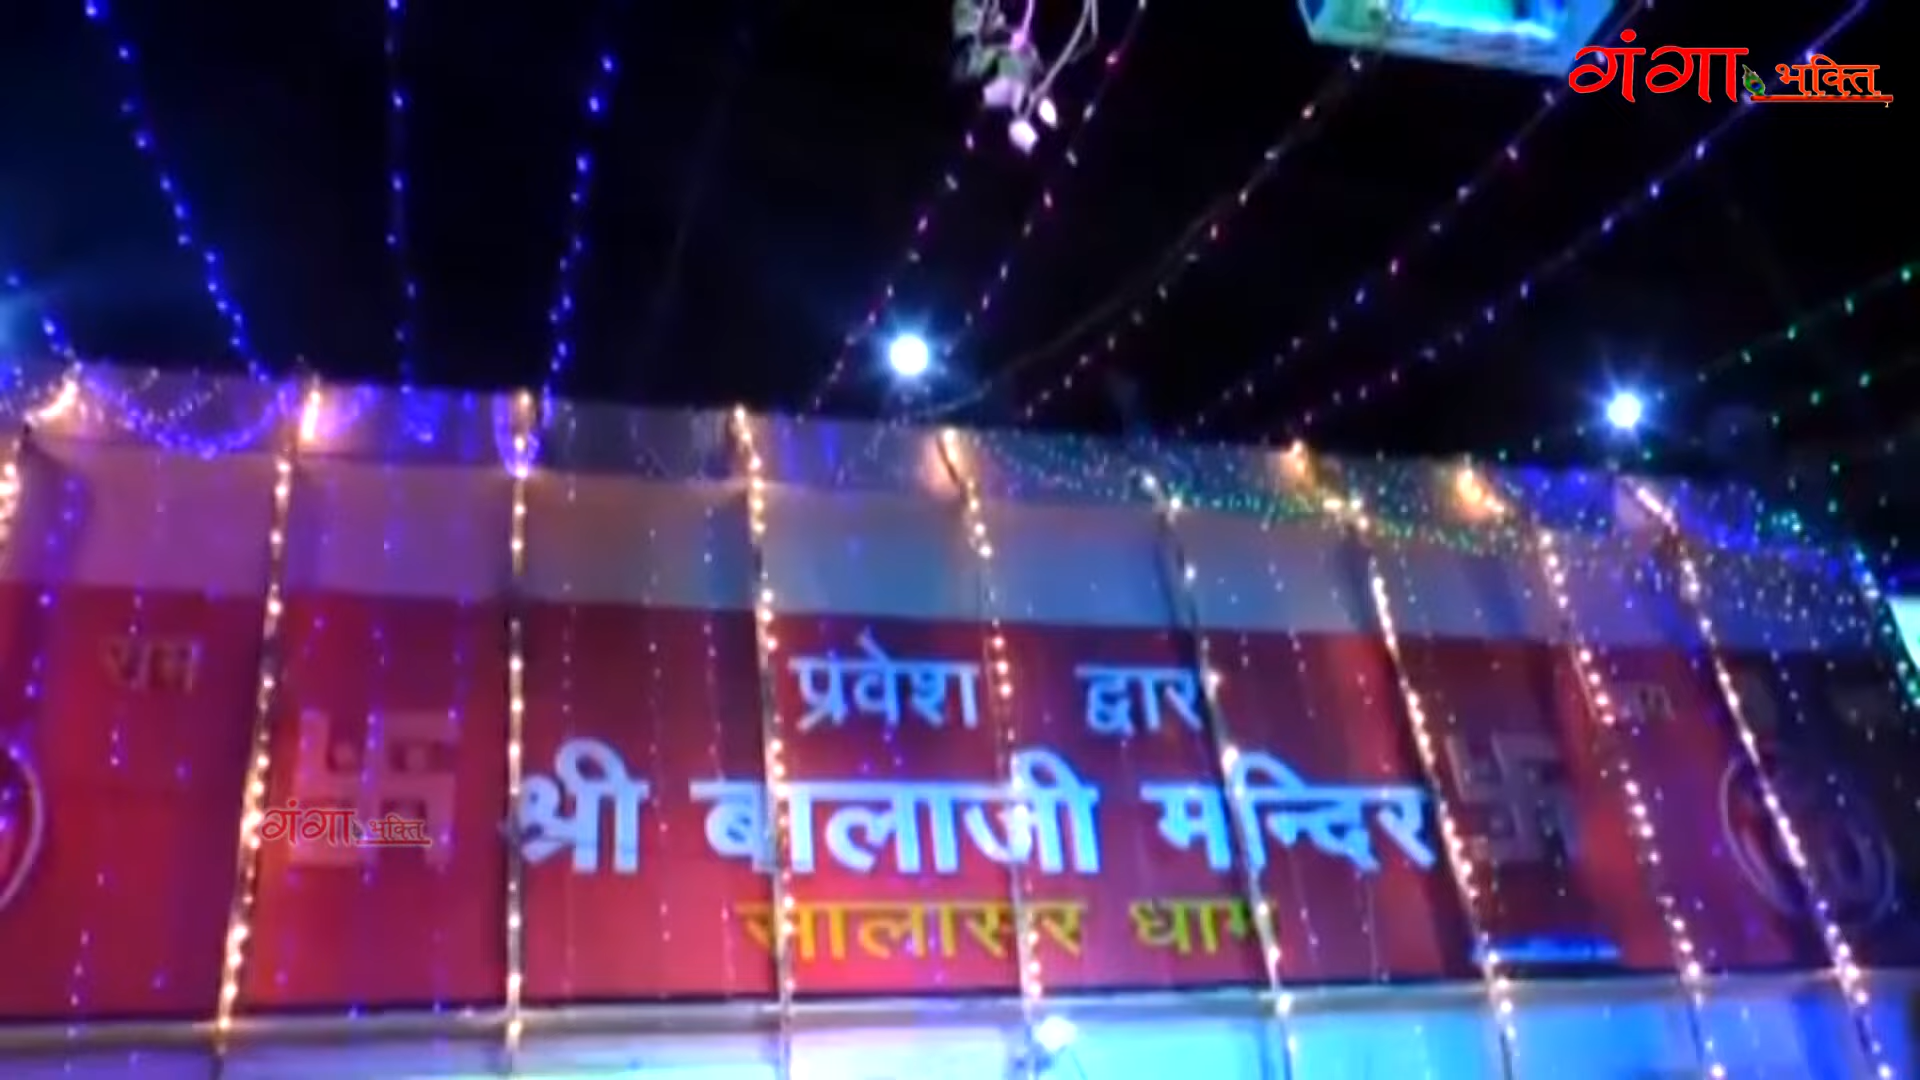 गंगा भक्ति
राम
प्रवेश द्वार
श्री बालाजी मन्दिर
सालासर धाम
गंगा भक्ति